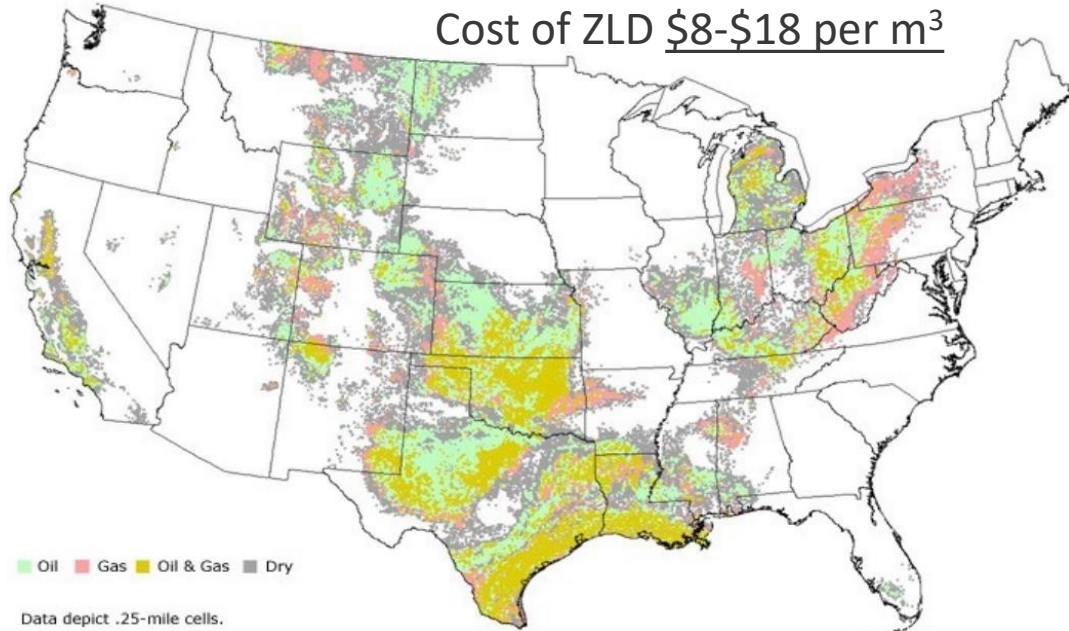 Cost of ZLD $8-$18 per m³
Oil Gas Oil & Gas Dry
Data depict .25-mile cells.